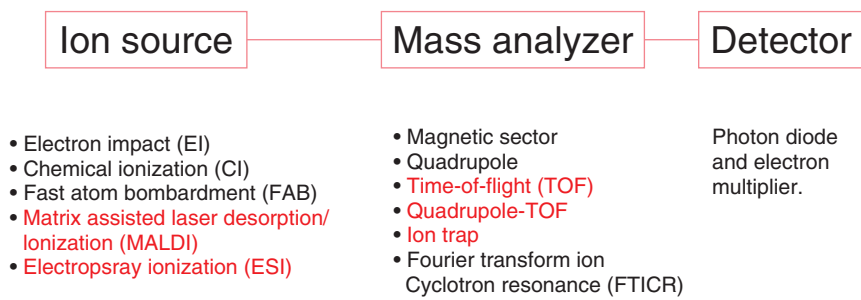 Ion source
Mass analyzer
Detector
• Electron impact (EI)
• Chemical ionization (CI)
• Fast atom bombardment (FAB)
• Matrix assisted laser desorption/
Ionization (MALDI)
• Electropsray ionization (ESI)
• Magnetic sector
• Quadrupole
• Time-of-flight (TOF)
• Quadrupole-TOF
• Ion trap
• Fourier transform ion
Cyclotron resonance (FTICR)
Photon diode
and electron
multiplier.